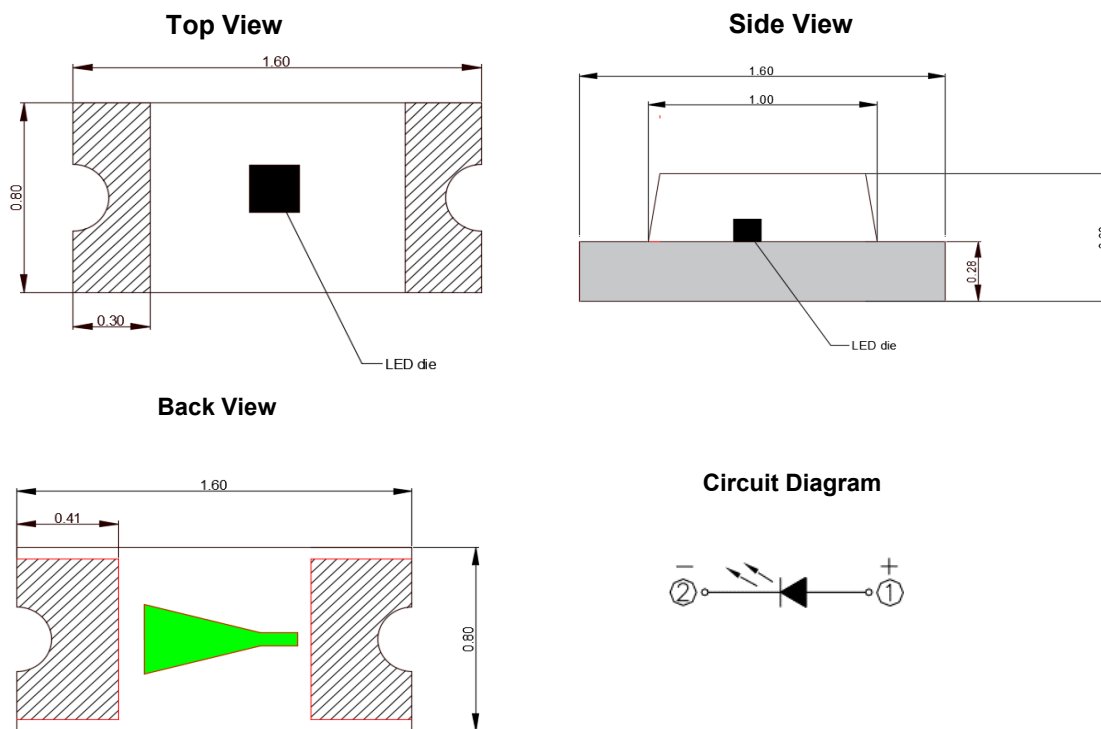 Top View
1.60
0.80
0.30
LED die
Side View
1.60
1.00
0.28
LED die
Back View
1.60
0.41
0.80
Circuit Diagram
− +
2 1